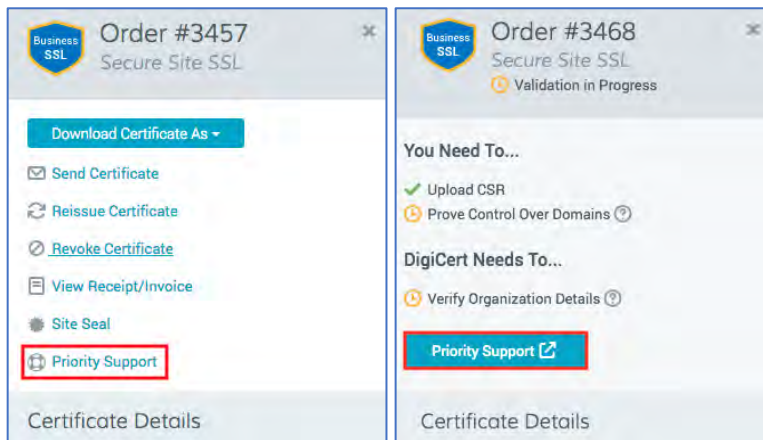 Business
SSL
Order #3457
Secure Site SSL
Download Certificate As
Send Certificate
Reissue Certificate
Revoke Certificate
View Receipt/Invoice
Site Seal
Priority Support
Certificate Details
Business
SSL
Order #3468
Secure Site SSL
Validation in Progress
You Need To...
Upload CSR
Prove Control Over Domains ?
DigiCert Needs To...
Verify Organization Details ?
Priority Support
Certificate Details